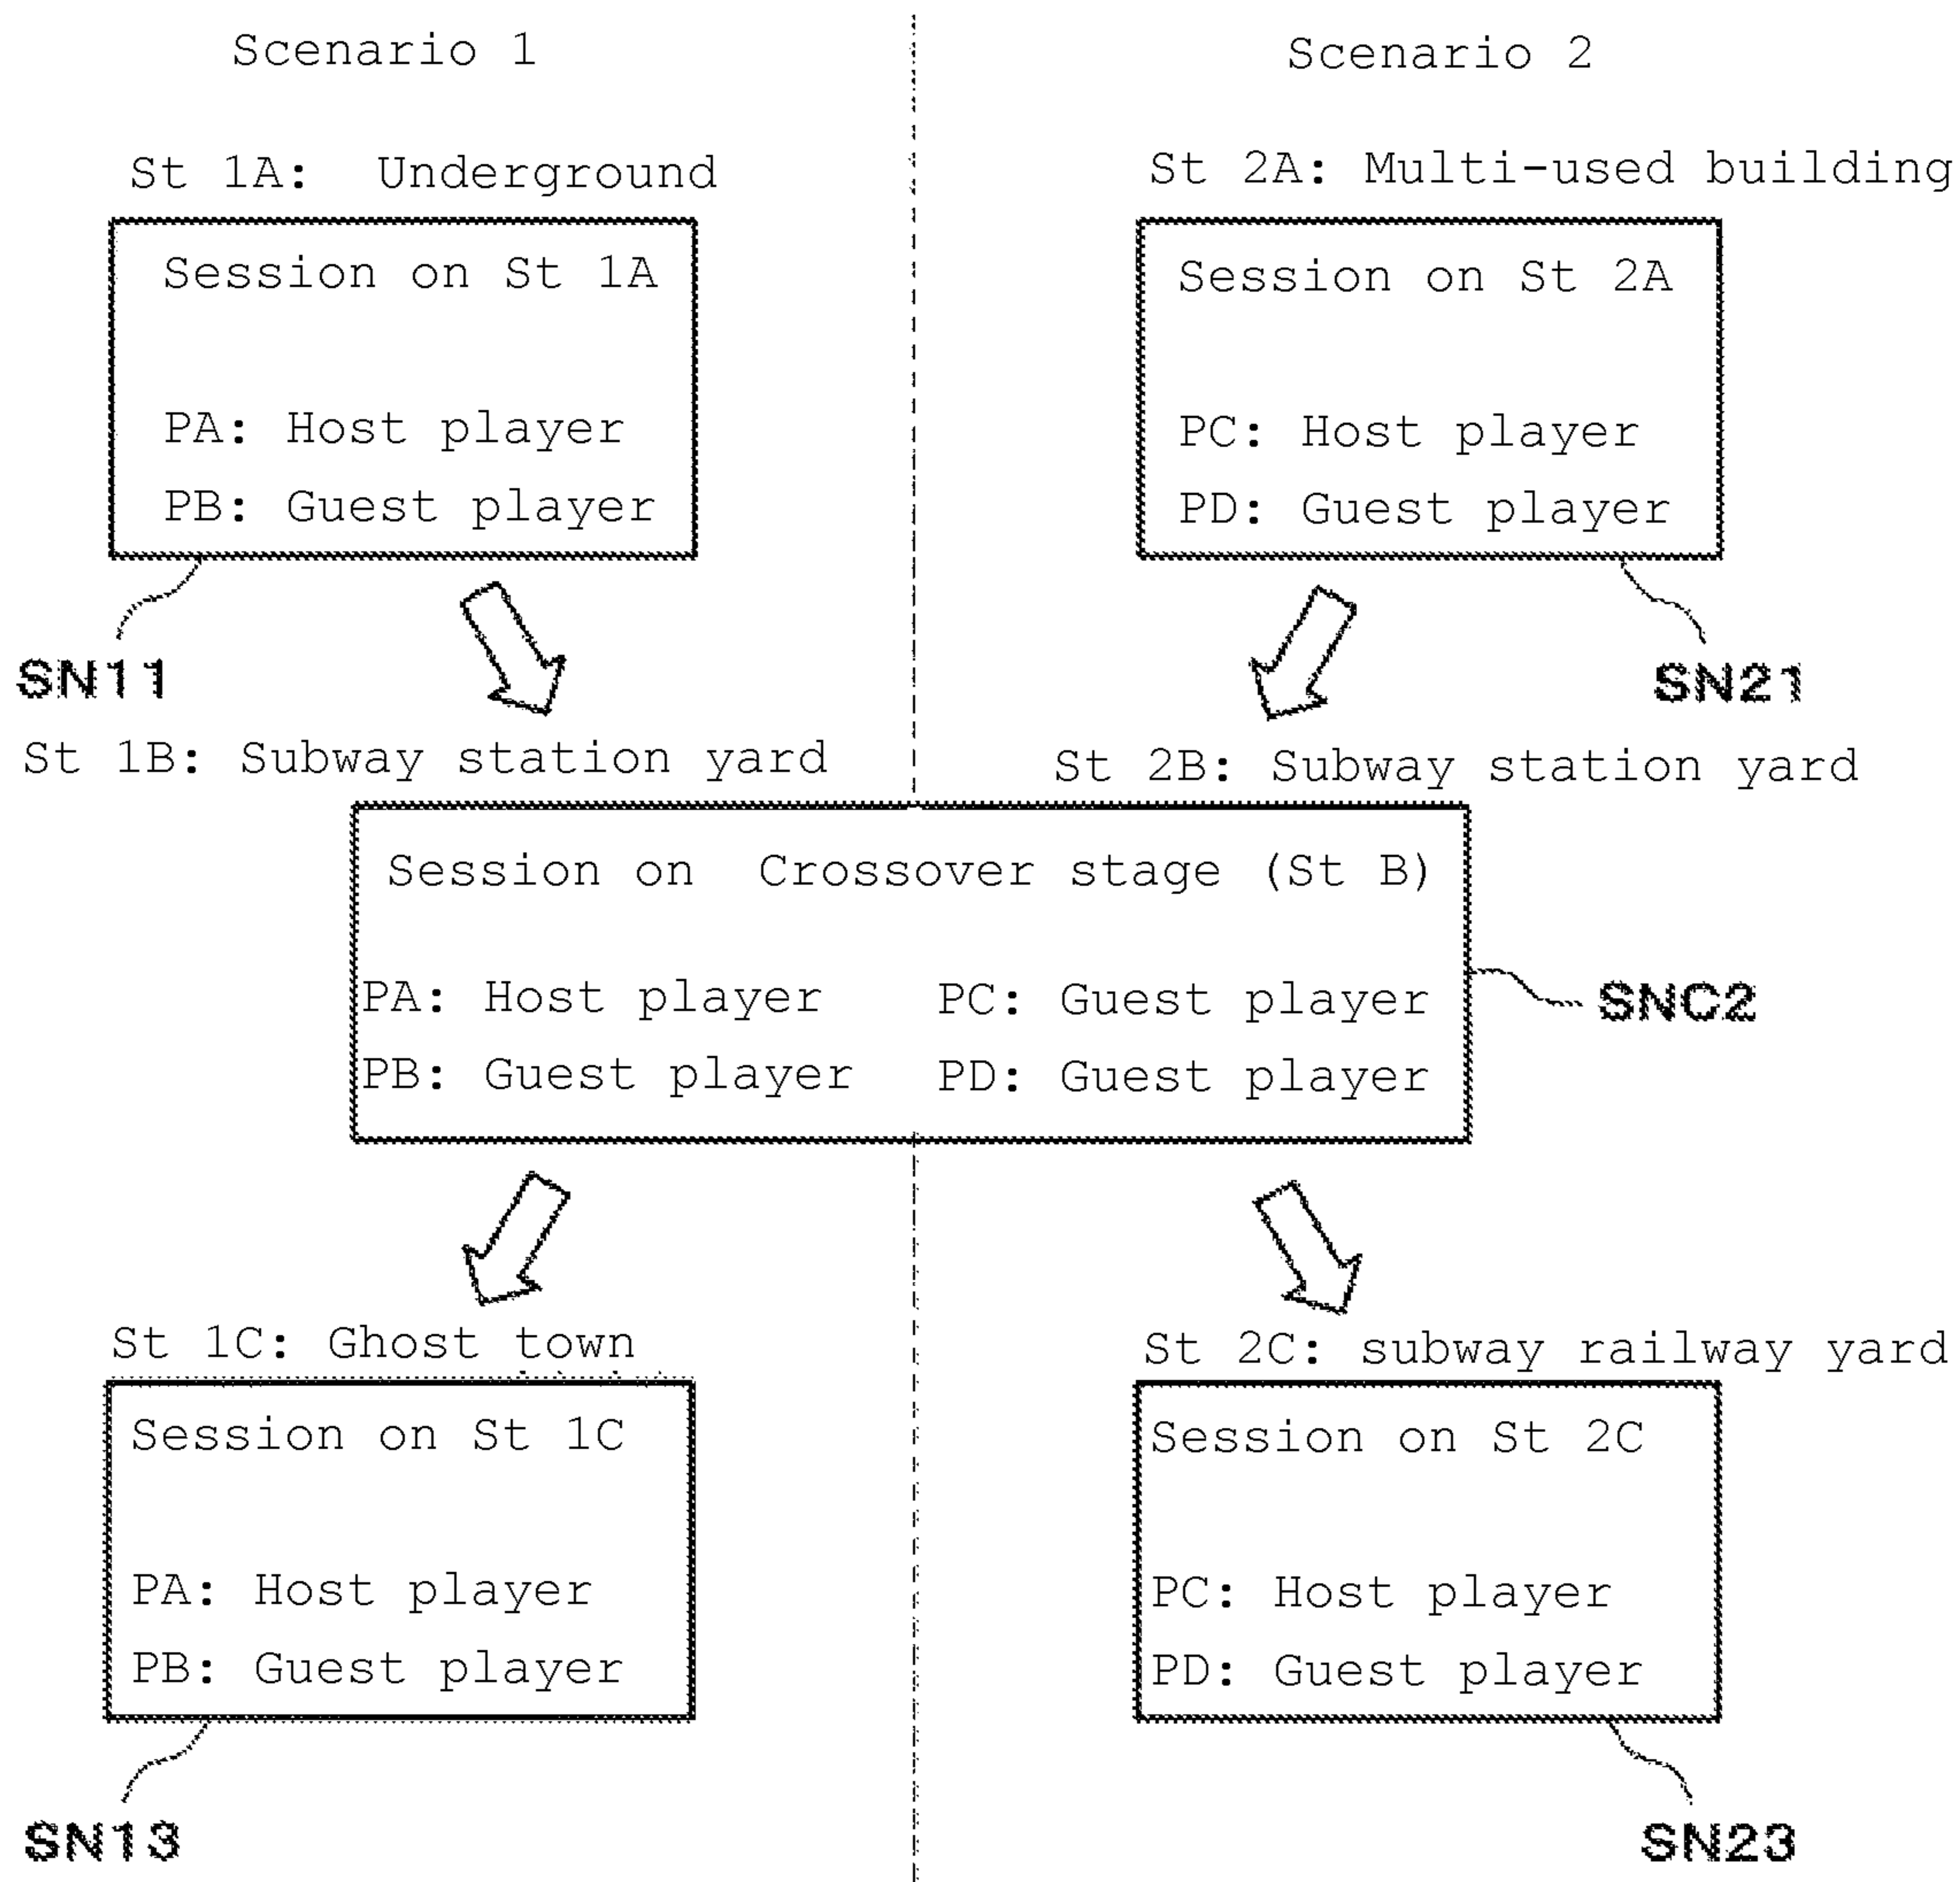 Scenario 1
Scenario 2
St 1A: Underground
St 2A: Multi-used building
Session on St 1A
PA: Host player
PB: Guest player
SN11
Session on St 2A
PC: Host player
PD: Guest player
SN21
St 1B: Subway station yard
St 2B: Subway station yard
Session on Crossover stage (St B)
PA: Host player
PC: Guest player
PB: Guest player
PD: Guest player
SNC2
St 1C: Ghost town
St 2C: subway railway yard
Session on St 1C
PA: Host player
PB: Guest player
SN13
Session on St 2C
PC: Host player
PD: Guest player
SN23